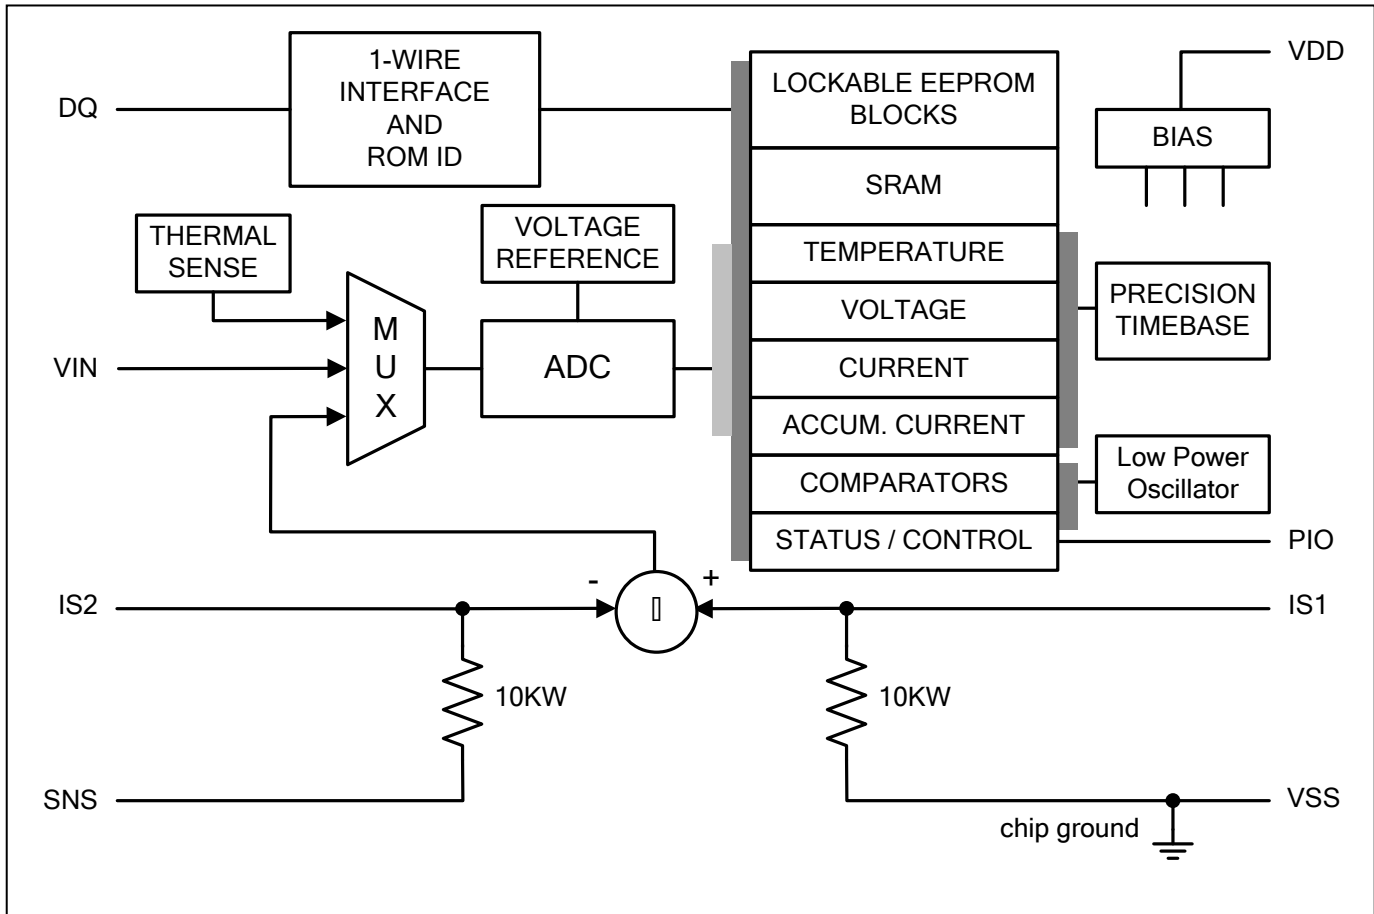 1-WIRE
INTERFACE
AND
ROM ID
DQ
LOCKABLE EEPROM
BLOCKS
SRAM
TEMPERATURE
VOLTAGE
CURRENT
ACCUM. CURRENT
COMPARATORS
STATUS / CONTROL
VDD
BIAS
THERMAL
SENSE
VOLTAGE
REFERENCE
M
U
X
ADC
VIN
PRECISION
TIMEBASE
Low Power
Oscillator
PIO
-
+
IS2
IS1
10KW
10KW
SNS
VSS
chip ground